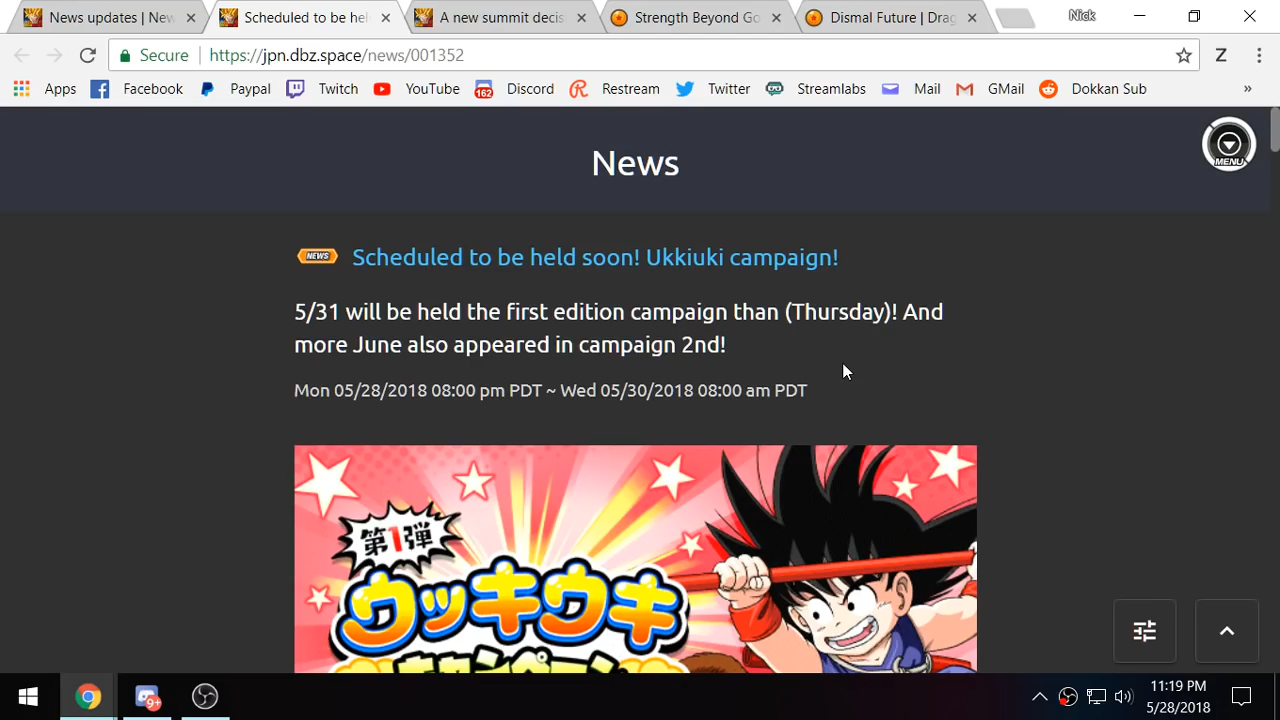 News updates | New
Scheduled to be hel
A new summit decis
Strength Beyond Go
Dismal Future | Drag
Nick
Secure https://jpn.dbz.space/news/001352
Z
Apps Facebook Paypal Twitch YouTube 162 Discord Restream Twitter Streamlabs Mail GMail Dokkan Sub »
News
MENU
NEWS Scheduled to be held soon! Ukkiuki campaign!
5/31 will be held the first edition campaign than (Thursday)! And
more June also appeared in campaign 2nd!
Mon 05/28/2018 08:00 pm PDT ~ Wed 05/30/2018 08:00 am PDT
第1弾
ウッキウキ
9+
11:19 PM
5/28/2018